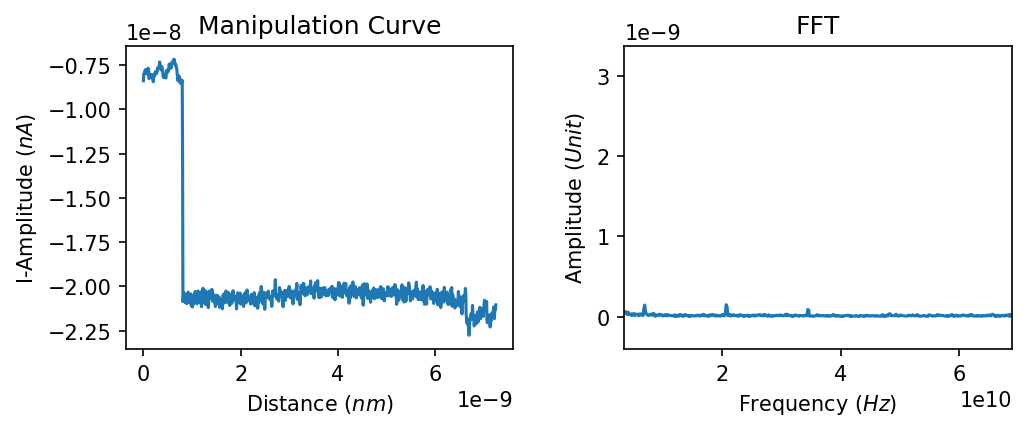 Manipulation Curve
1e−8
−0.75
−1.00
−1.25
−1.50
−1.75
−2.00
−2.25
I-Amplitude (nA)
0 2 4 6
1e−9
Distance (nm)
FFT
1e−9
3
2
1
0
Amplitude (Unit)
2 4 6
1e10
Frequency (Hz)